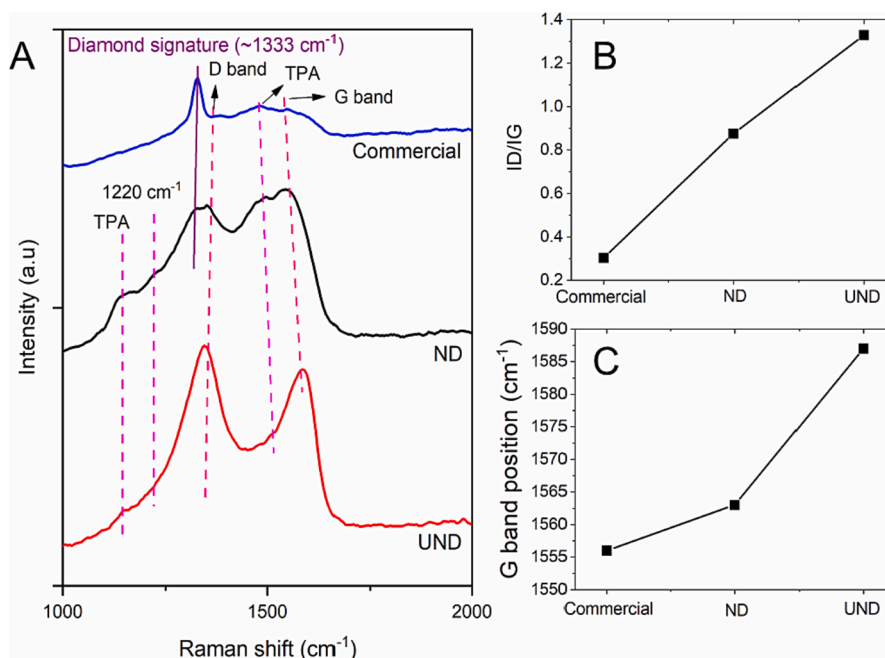 A
Diamond signature (~1333 cm⁻¹)
D band
TPA
G band
Commercial
1220 cm⁻¹
TPA
ND
UND
Intensity (a.u)
1000
1500
2000
Raman shift (cm⁻¹)
B
1.4
1.2
1.0
0.8
0.6
0.4
0.2
ID/IG
Commercial
ND
UND
C
1590
1585
1580
1575
1570
1565
1560
1555
1550
G band position (cm⁻¹)
Commercial
ND
UND